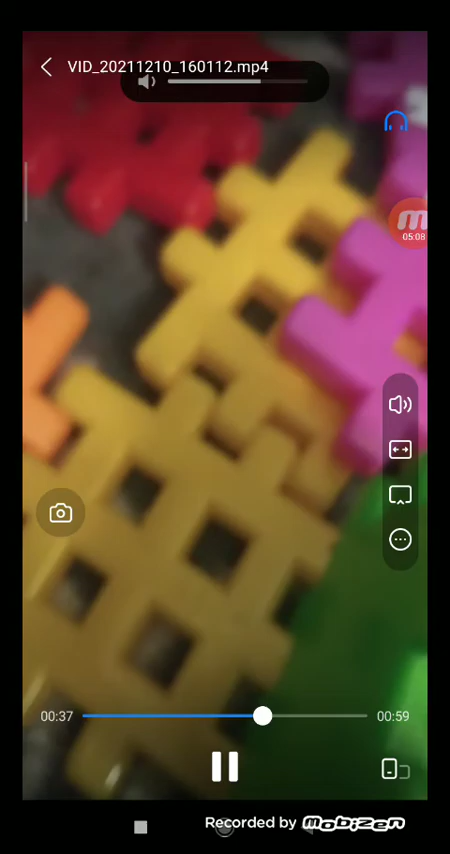 VID_20211210_160112.mp4
m
05:08
00:37
00:59
Recorded by mobizen